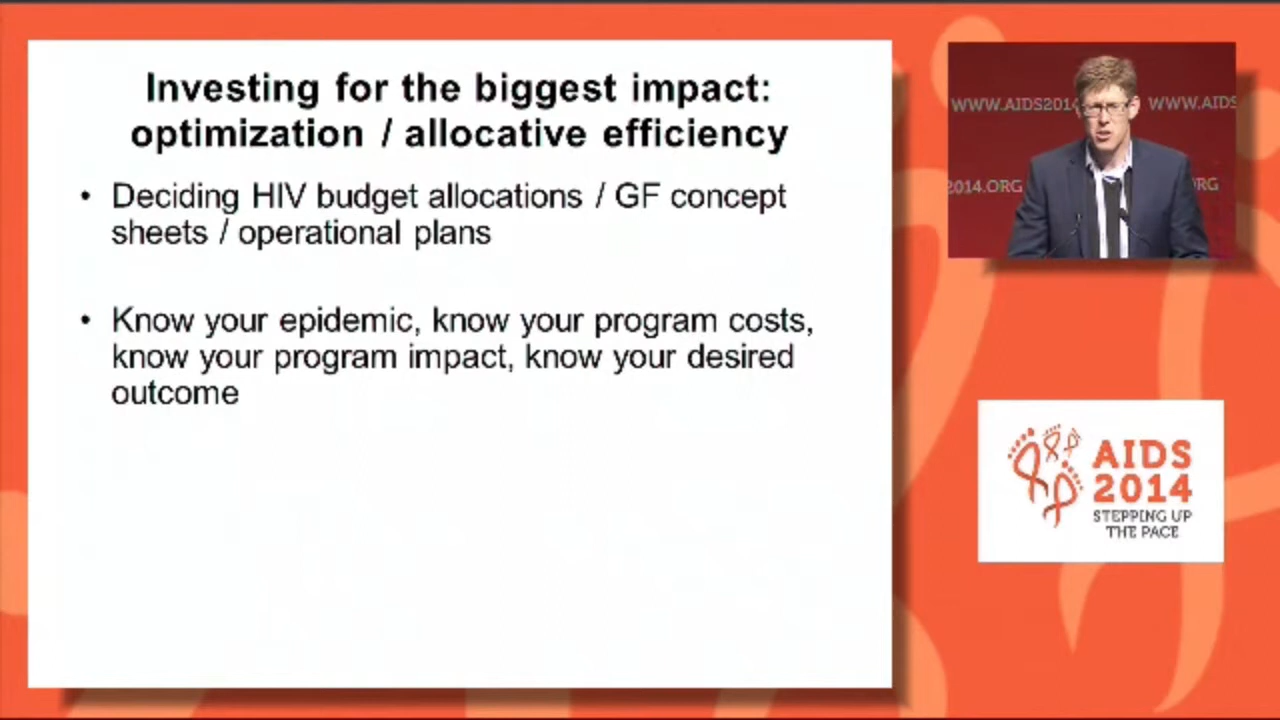 Investing for the biggest impact:
optimization / allocative efficiency
• Deciding HIV budget allocations / GF concept
sheets / operational plans
• Know your epidemic, know your program costs,
know your program impact, know your desired
outcome
WWW.AIDS2014
WWW.AIDS
2014.ORG
RG
AIDS
2014
STEPPING UP
THE PACE